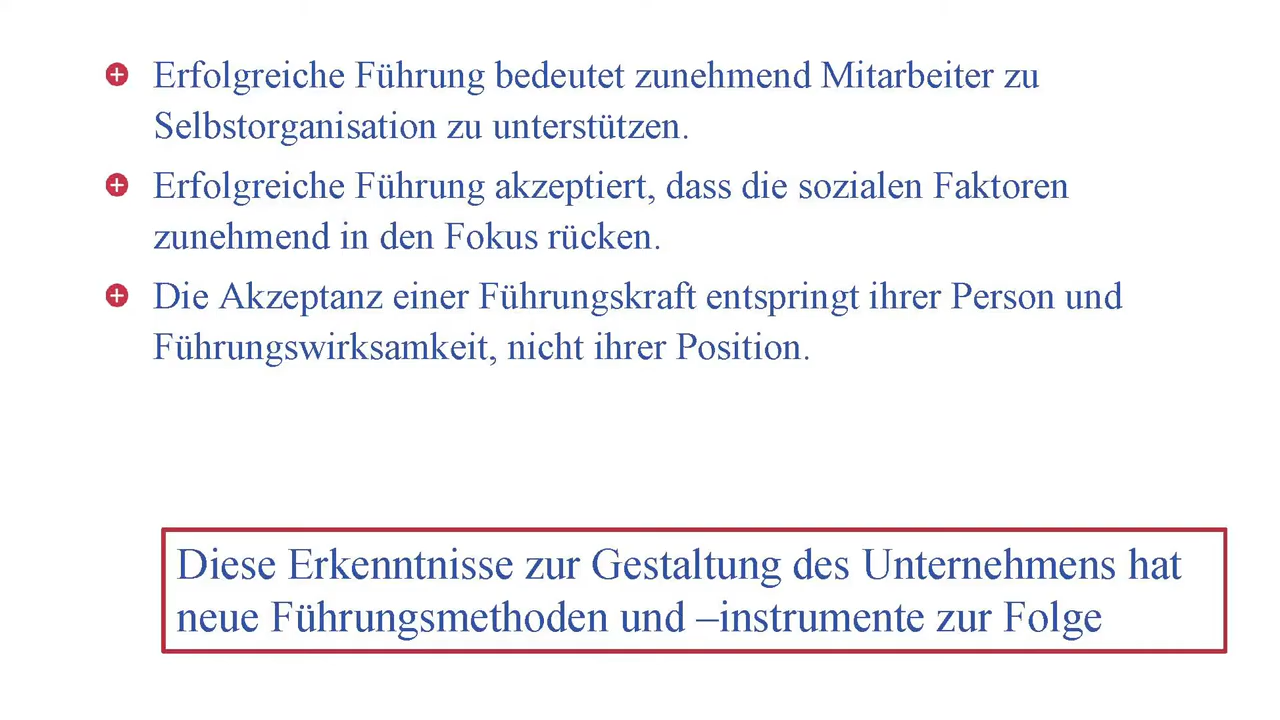 Erfolgreiche Führung bedeutet zunehmend Mitarbeiter zu
Selbstorganisation zu unterstützen.
Erfolgreiche Führung akzeptiert, dass die sozialen Faktoren
zunehmend in den Fokus rücken.
Die Akzeptanz einer Führungskraft entspringt ihrer Person und
Führungswirksamkeit, nicht ihrer Position.
Diese Erkenntnisse zur Gestaltung des Unternehmens hat
neue Führungsmethoden und –instrumente zur Folge